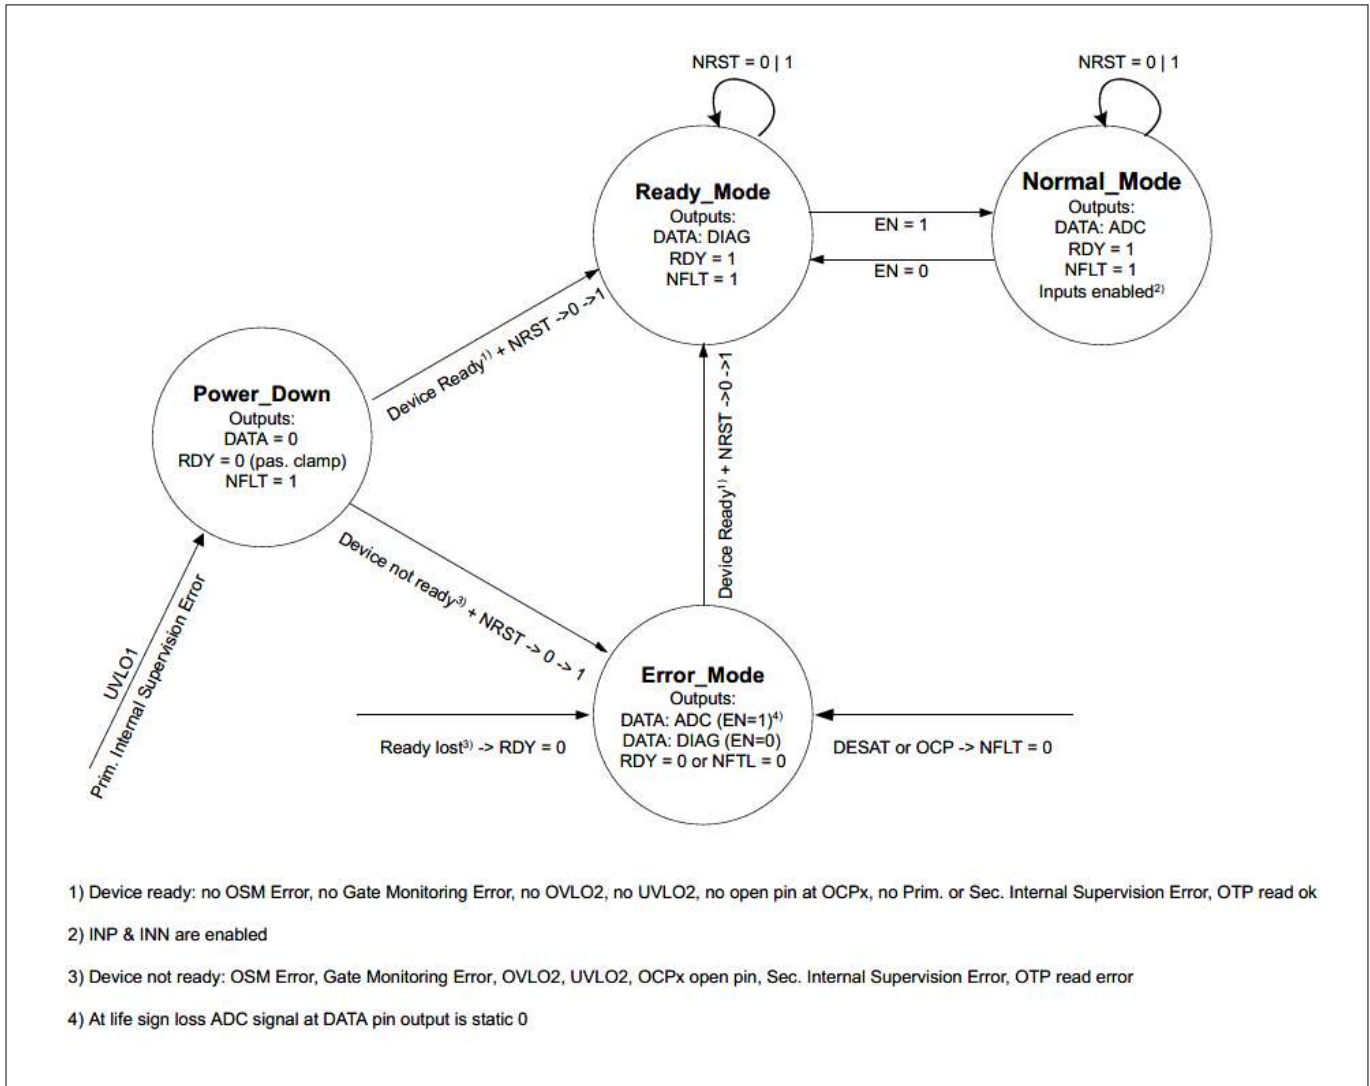 NRST = 0 | 1
NRST = 0 | 1
Ready_Mode
Outputs:
DATA: DIAG
RDY = 1
NFLT = 1
EN = 1
EN = 0
Normal_Mode
Outputs:
DATA: ADC
RDY = 1
NFLT = 1
Inputs enabled2)
Device Ready1) + NRST ->0 ->1
Power_Down
Outputs:
DATA = 0
RDY = 0 (pas. clamp)
NFLT = 1
Device Ready1) + NRST ->0 ->1
Device not ready3) + NRST -> 0 -> 1
UVLO1
Prim. Internal Supervision Error
Error_Mode
Outputs:
DATA: ADC (EN=1)4)
DATA: DIAG (EN=0)
RDY = 0 or NFTL = 0
Ready lost3) -> RDY = 0
DESAT or OCP -> NFLT = 0
1) Device ready: no OSM Error, no Gate Monitoring Error, no OVLO2, no UVLO2, no open pin at OCPx, no Prim. or Sec. Internal Supervision Error, OTP read ok
2) INP & INN are enabled
3) Device not ready: OSM Error, Gate Monitoring Error, OVLO2, UVLO2, OCPx open pin, Sec. Internal Supervision Error, OTP read error
4) At life sign loss ADC signal at DATA pin output is static 0